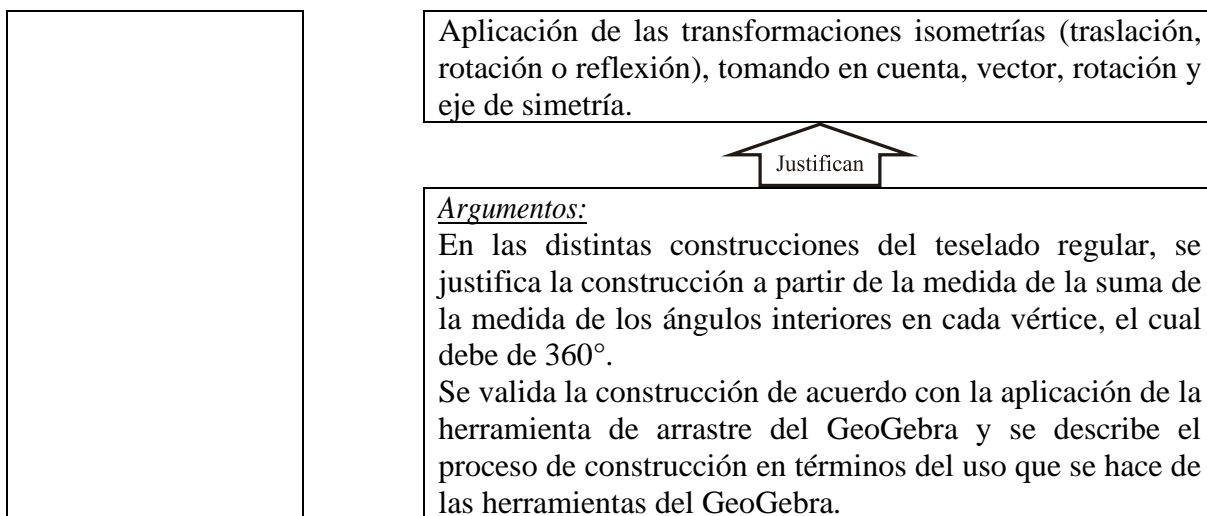 Aplicación de las transformaciones isometrías (traslación,
rotación o reflexión), tomando en cuenta, vector, rotación y
eje de simetría.
Justifican
Argumentos:
En las distintas construcciones del teselado regular, se
justifica la construcción a partir de la medida de la suma de
la medida de los ángulos interiores en cada vértice, el cual
debe de 360°.
Se valida la construcción de acuerdo con la aplicación de la
herramienta de arrastre del GeoGebra y se describe el
proceso de construcción en términos del uso que se hace de
las herramientas del GeoGebra.